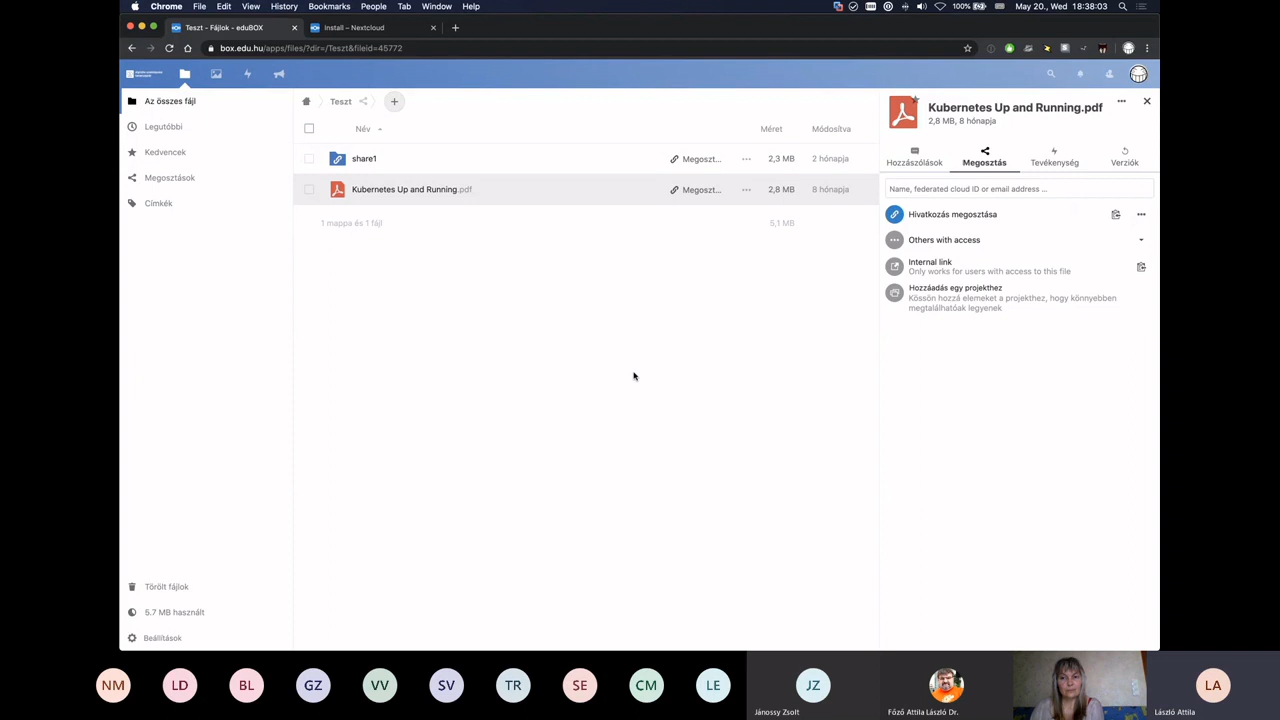 Chrome File Edit View History Bookmarks People Tab Window Help
100% May 20., Wed 18:38:03
Teszt - Fájlok - eduBOX
Install – Nextcloud
box.edu.hu/apps/files/?dir=/Teszt&fileid=45772
Az összes fájl
Legutóbbi
Kedvencek
Megosztások
Címkék
Törölt fájlok
5.7 MB használt
Beállítások
Teszt
Név Méret Módosítva
share1 Megoszt... 2,3 MB 2 hónapja
Kubernetes Up and Running.pdf Megoszt... 2,8 MB 8 hónapja
1 mappa és 1 fájl 5,1 MB
Kubernetes Up and Running.pdf
2,8 MB, 8 hónapja
Hozzászólások Megosztás Tevékenység Verziók
Name, federated cloud ID or email address ...
Hivatkozás megosztása
Others with access
Internal link
Only works for users with access to this file
Hozzáadás egy projekthez
Kössön hozzá elemeket a projekthez, hogy könnyebben
megtalálhatóak legyenek
NM LD BL GZ VV SV TR SE CM LE JZ LA
Jánossy Zsolt Főző Attila László Dr. László Attila